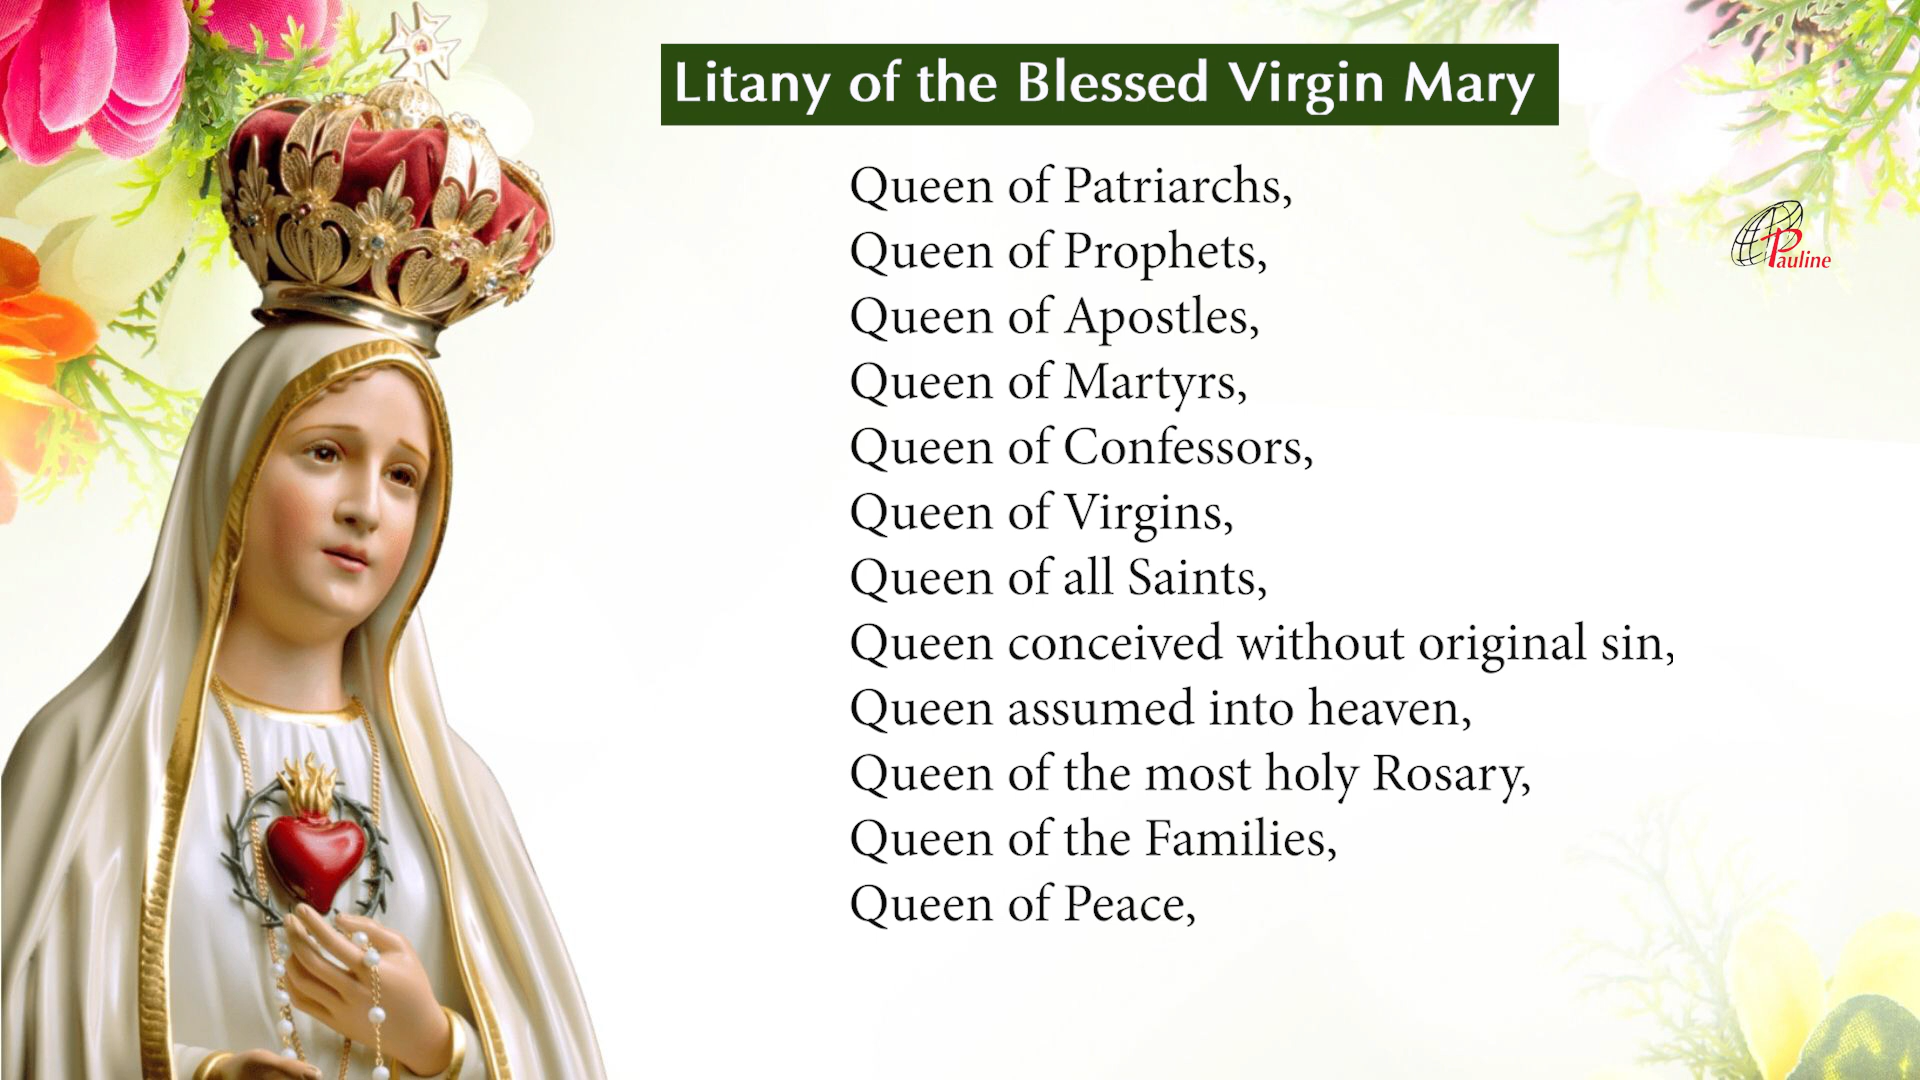 Litany of the Blessed Virgin Mary
Queen of Patriarchs,
Queen of Prophets,
Queen of Apostles,
Queen of Martyrs,
Queen of Confessors,
Queen of Virgins,
Queen of all Saints,
Queen conceived without original sin,
Queen assumed into heaven,
Queen of the most holy Rosary,
Queen of the Families,
Queen of Peace,
Pauline